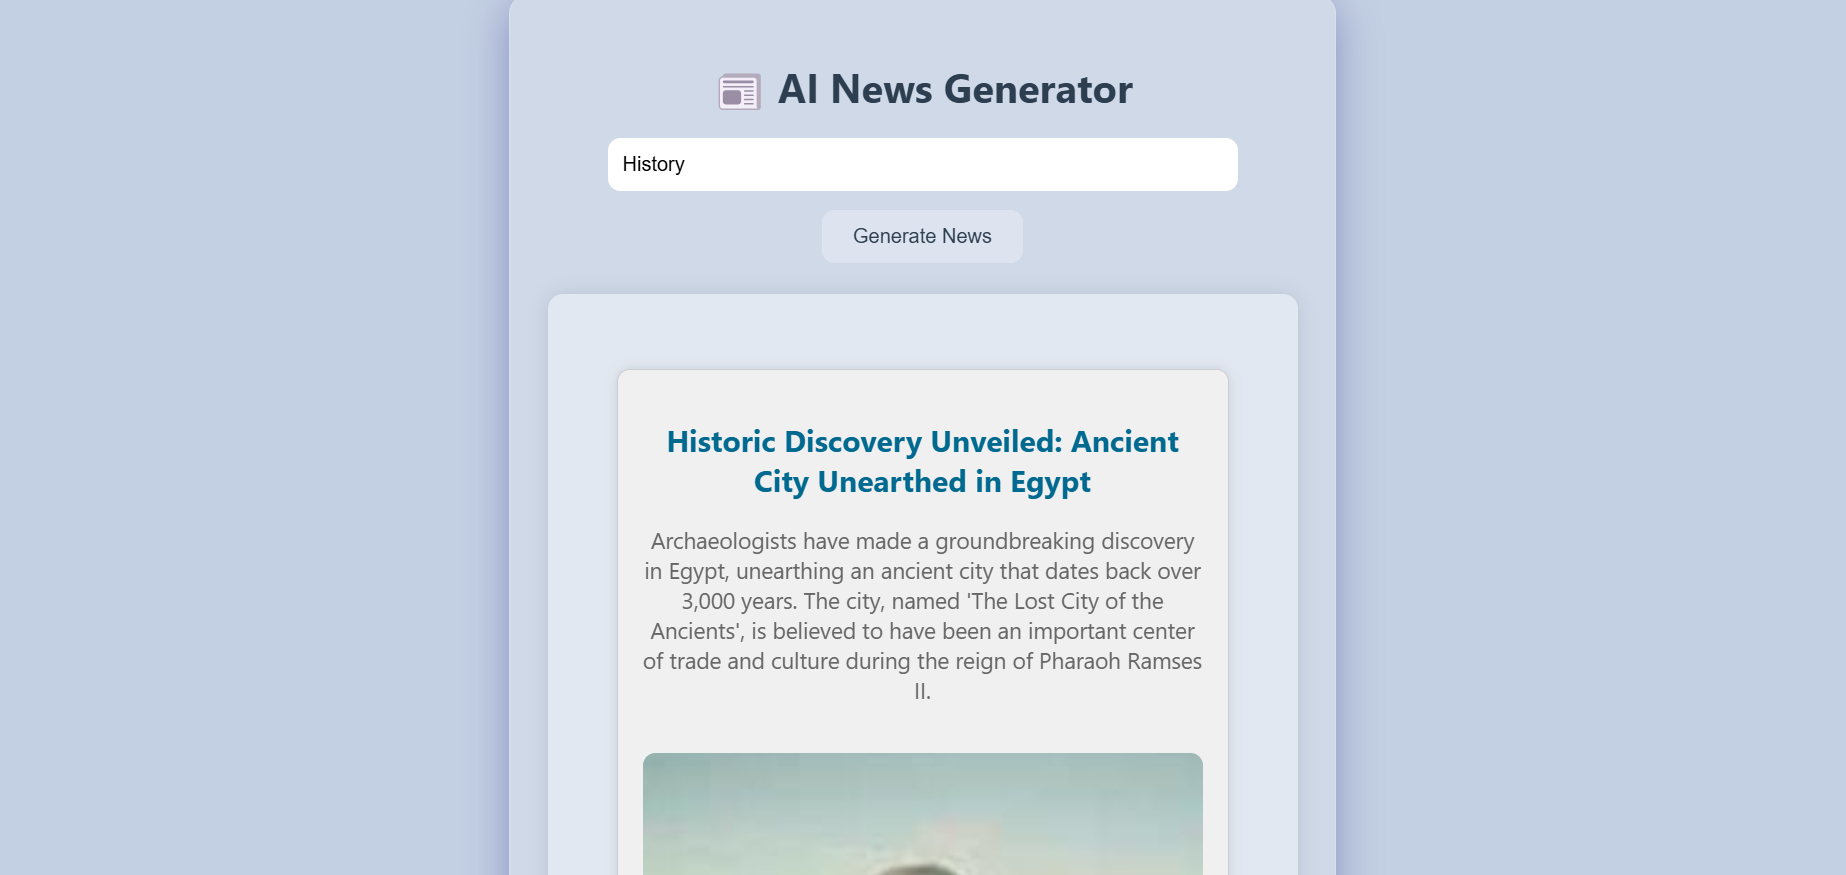 AI News Generator
History
Generate News
Historic Discovery Unveiled: Ancient
City Unearthed in Egypt
Archaeologists have made a groundbreaking discovery
in Egypt, unearthing an ancient city that dates back over
3,000 years. The city, named 'The Lost City of the
Ancients', is believed to have been an important center
of trade and culture during the reign of Pharaoh Ramses
II.